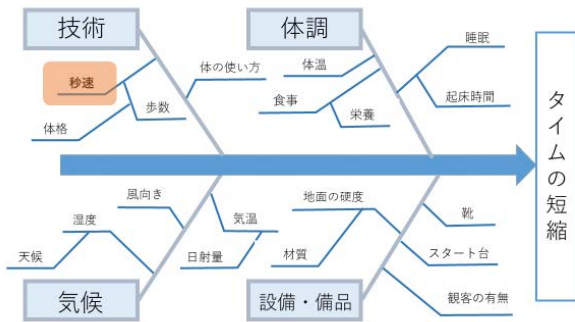 技術
体調
睡眠
体の使い方
体温
秒速
食事
起床時間
歩数
栄養
体格
タイムの短縮
風向き
地面の硬度
湿度
気温
靴
天候
日射量
材質
スタート台
気候
設備・備品
観客の有無